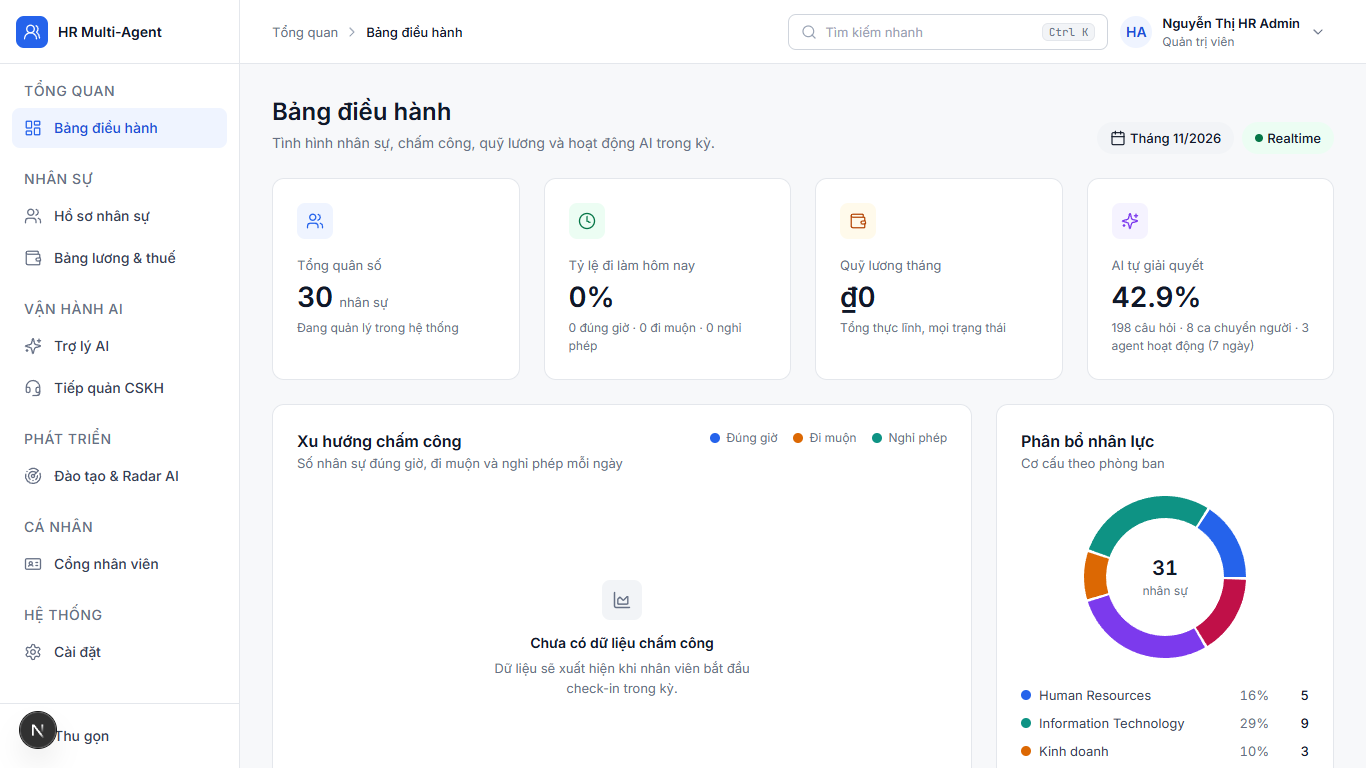 HR Multi-Agent
Tổng quan > Bảng điều hành
Tìm kiếm nhanh
Ctrl K
HA
Nguyễn Thị HR Admin
Quản trị viên
TỔNG QUAN
Bảng điều hành
NHÂN SỰ
Hồ sơ nhân sự
Bảng lương & thuế
VẬN HÀNH AI
Trợ lý AI
Tiếp quản CSKH
PHÁT TRIỂN
Đào tạo & Radar AI
CÁ NHÂN
Cổng nhân viên
HỆ THỐNG
Cài đặt
N
Thu gọn
Bảng điều hành
Tình hình nhân sự, chấm công, quỹ lương và hoạt động AI trong kỳ.
Tháng 11/2026
Realtime
Tổng quân số
30 nhân sự
Đang quản lý trong hệ thống
Tỷ lệ đi làm hôm nay
0%
0 đúng giờ · 0 đi muộn · 0 nghỉ
phép
Quỹ lương tháng
₫0
Tổng thực lĩnh, mọi trạng thái
AI tự giải quyết
42.9%
198 câu hỏi · 8 ca chuyển người · 3
agent hoạt động (7 ngày)
Xu hướng chấm công
Số nhân sự đúng giờ, đi muộn và nghỉ phép mỗi ngày
Đúng giờ
Đi muộn
Nghỉ phép
Chưa có dữ liệu chấm công
Dữ liệu sẽ xuất hiện khi nhân viên bắt đầu
check-in trong kỳ.
Phân bổ nhân lực
Cơ cấu theo phòng ban
31
nhân sự
Human Resources 16% 5
Information Technology 29% 9
Kinh doanh 10% 3